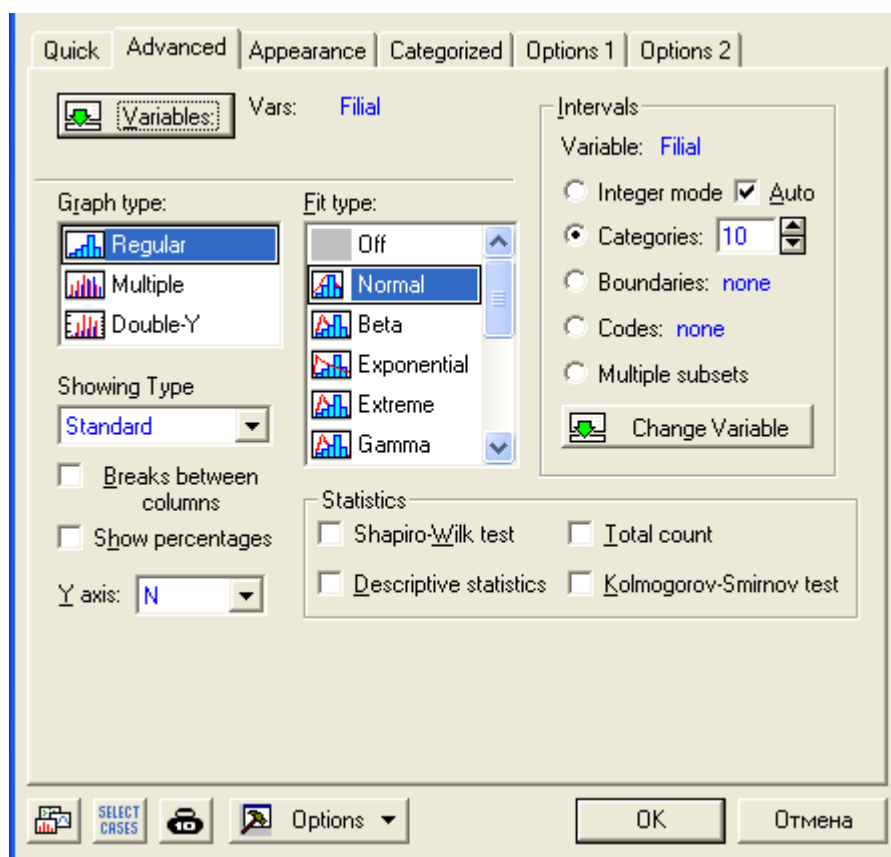 Quick Advanced Appearance Categorized Options 1 Options 2
Variables: Vars: Filial
Intervals
Variable: Filial
Integer mode Auto
Categories: 10
Boundaries: none
Codes: none
Multiple subsets
Change Variable
Graph type:
Regular
Multiple
Double-Y
Fit type:
Off
Normal
Beta
Exponential
Extreme
Gamma
Showing Type
Standard
Breaks between
columns
Show percentages
Y axis: N
Statistics
Shapiro-Wilk test Total count
Descriptive statistics Kolmogorov-Smirnov test
SELECT
CASES
Options OK Отмена